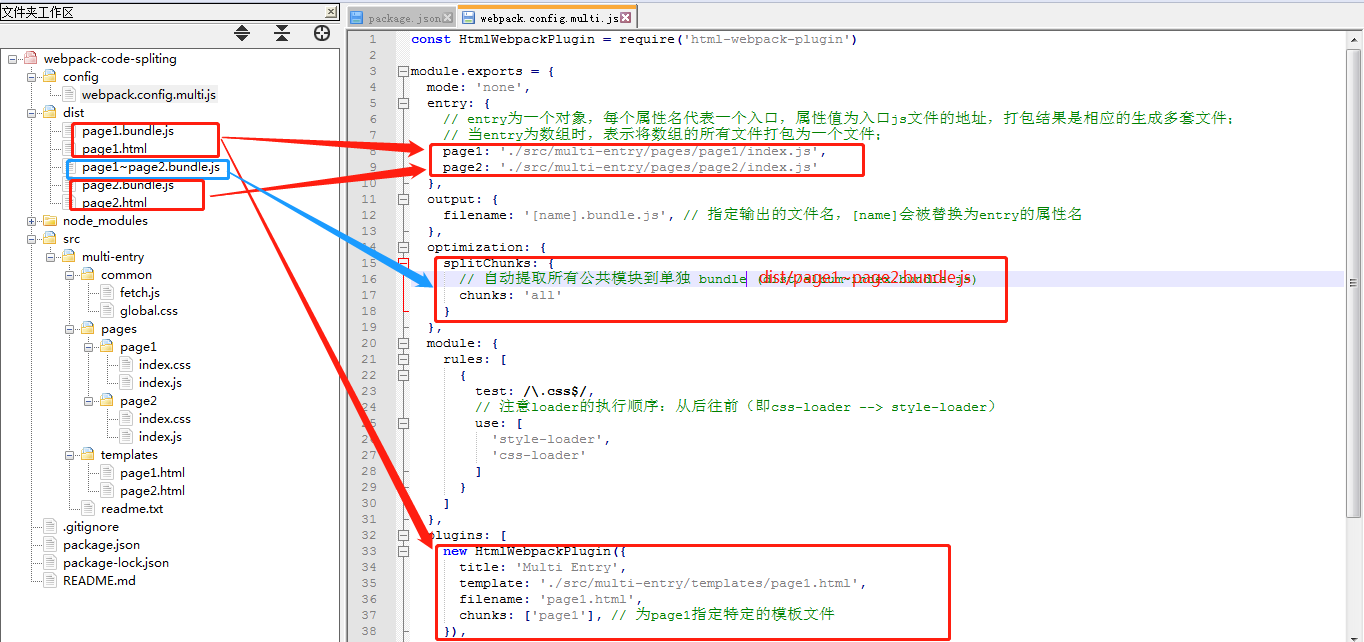 文件夹工作区
webpack-code-spliting
config
webpack.config.multi.js
dist
page1.bundle.js
page1.html
page1~page2.bundle.js
page2.bundle.js
page2.html
node_modules
src
multi-entry
common
fetch.js
global.css
pages
page1
index.css
index.js
page2
index.css
index.js
templates
page1.html
page2.html
readme.txt
.gitignore
package.json
package-lock.json
README.md
package.json
webpack.config.multi.js
1 const HtmlWebpackPlugin = require('html-webpack-plugin')
2
3 module.exports = {
4 mode: 'none',
5 entry: {
6 // entry为一个对象，每个属性名代表一个入口，属性值为入口js文件的地址，打包结果是相应的生成多套文件；
7 // 当entry为数组时，表示将数组的所有文件打包为一个文件；
8 page1: './src/multi-entry/pages/page1/index.js',
9 page2: './src/multi-entry/pages/page2/index.js'
10 },
11 output: {
12 filename: '[name].bundle.js', // 指定输出的文件名，[name]会被替换为entry的属性名
13 },
14 optimization: {
15 splitChunks: {
16 // 自动提取所有公共模块到单独 bundle
dist/page1~page2.bundle.js
17 chunks: 'all'
18 }
19 },
20 module: {
21 rules: [
22 {
23 test: /\.css$/,
24 // 注意loader的执行顺序：从后往前（即css-loader --> style-loader）
25 use: [
26 'style-loader',
27 'css-loader'
28 ]
29 }
30 ]
31 },
32 plugins: [
33 new HtmlWebpackPlugin({
34 title: 'Multi Entry',
35 template: './src/multi-entry/templates/page1.html',
36 filename: 'page1.html',
37 chunks: ['page1'], // 为page1指定特定的模板文件
38 }),